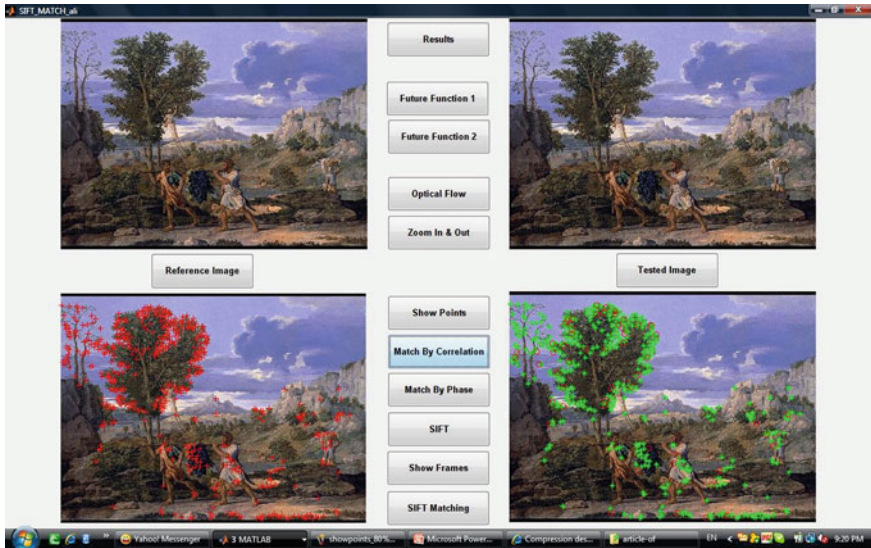 SIFT_MATCH_ali
Results
Future Function 1
Future Function 2
Optical Flow
Zoom In & Out
Reference Image
Tested Image
Show Points
Match By Correlation
Match By Phase
SIFT
Show Frames
SIFT Matching
Yahoo! Messenger
3 MATLAB
showpoints_80%...
Microsoft Power...
Compression des...
article-of
EN
9:20 PM